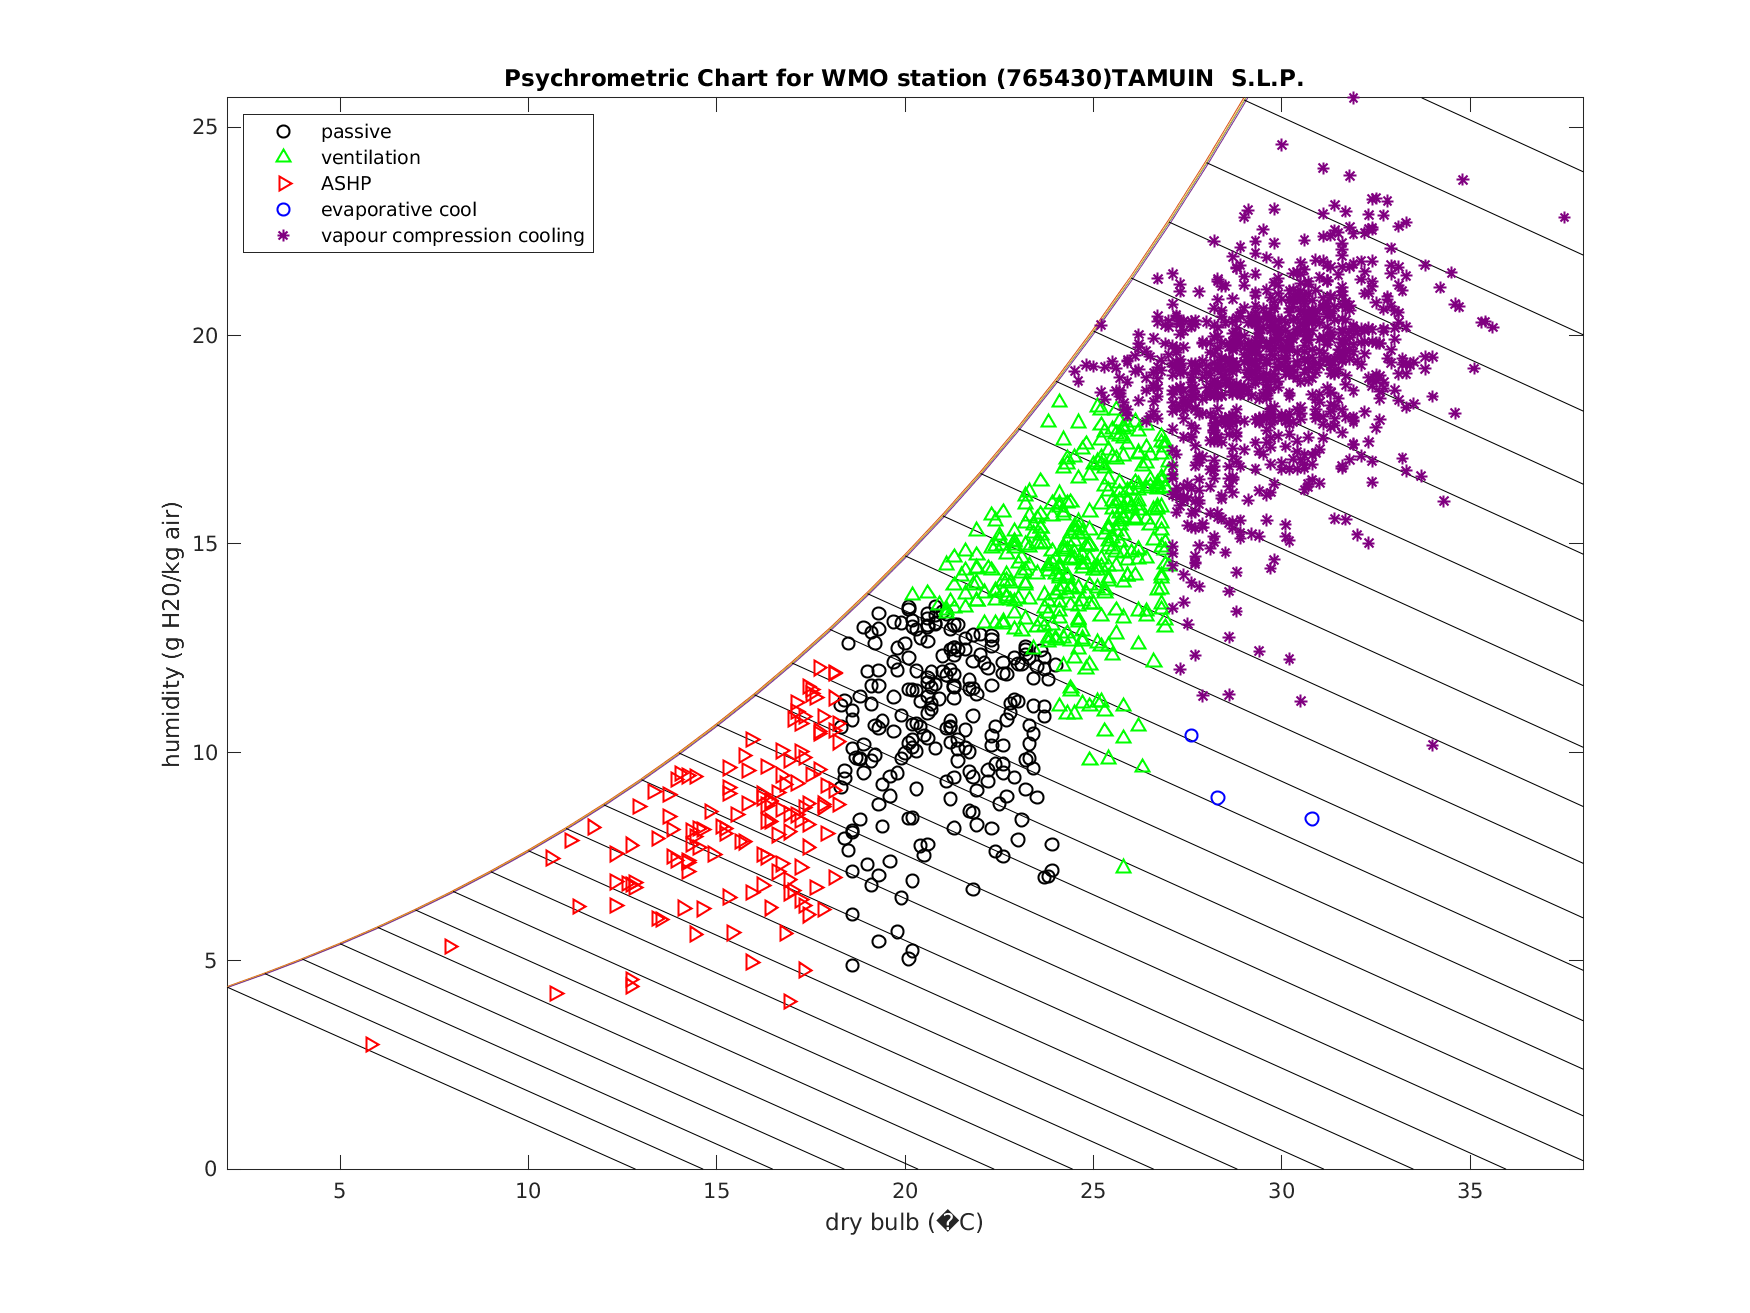 Psychrometric Chart for WMO station (765430)TAMUIN  S.L.P.
passive
ventilation
ASHP
evaporative cool
vapour compression cooling
humidity (g H20/kg air)
25
20
15
10
5
0
5
10
15
20
25
30
35
dry bulb (�C)